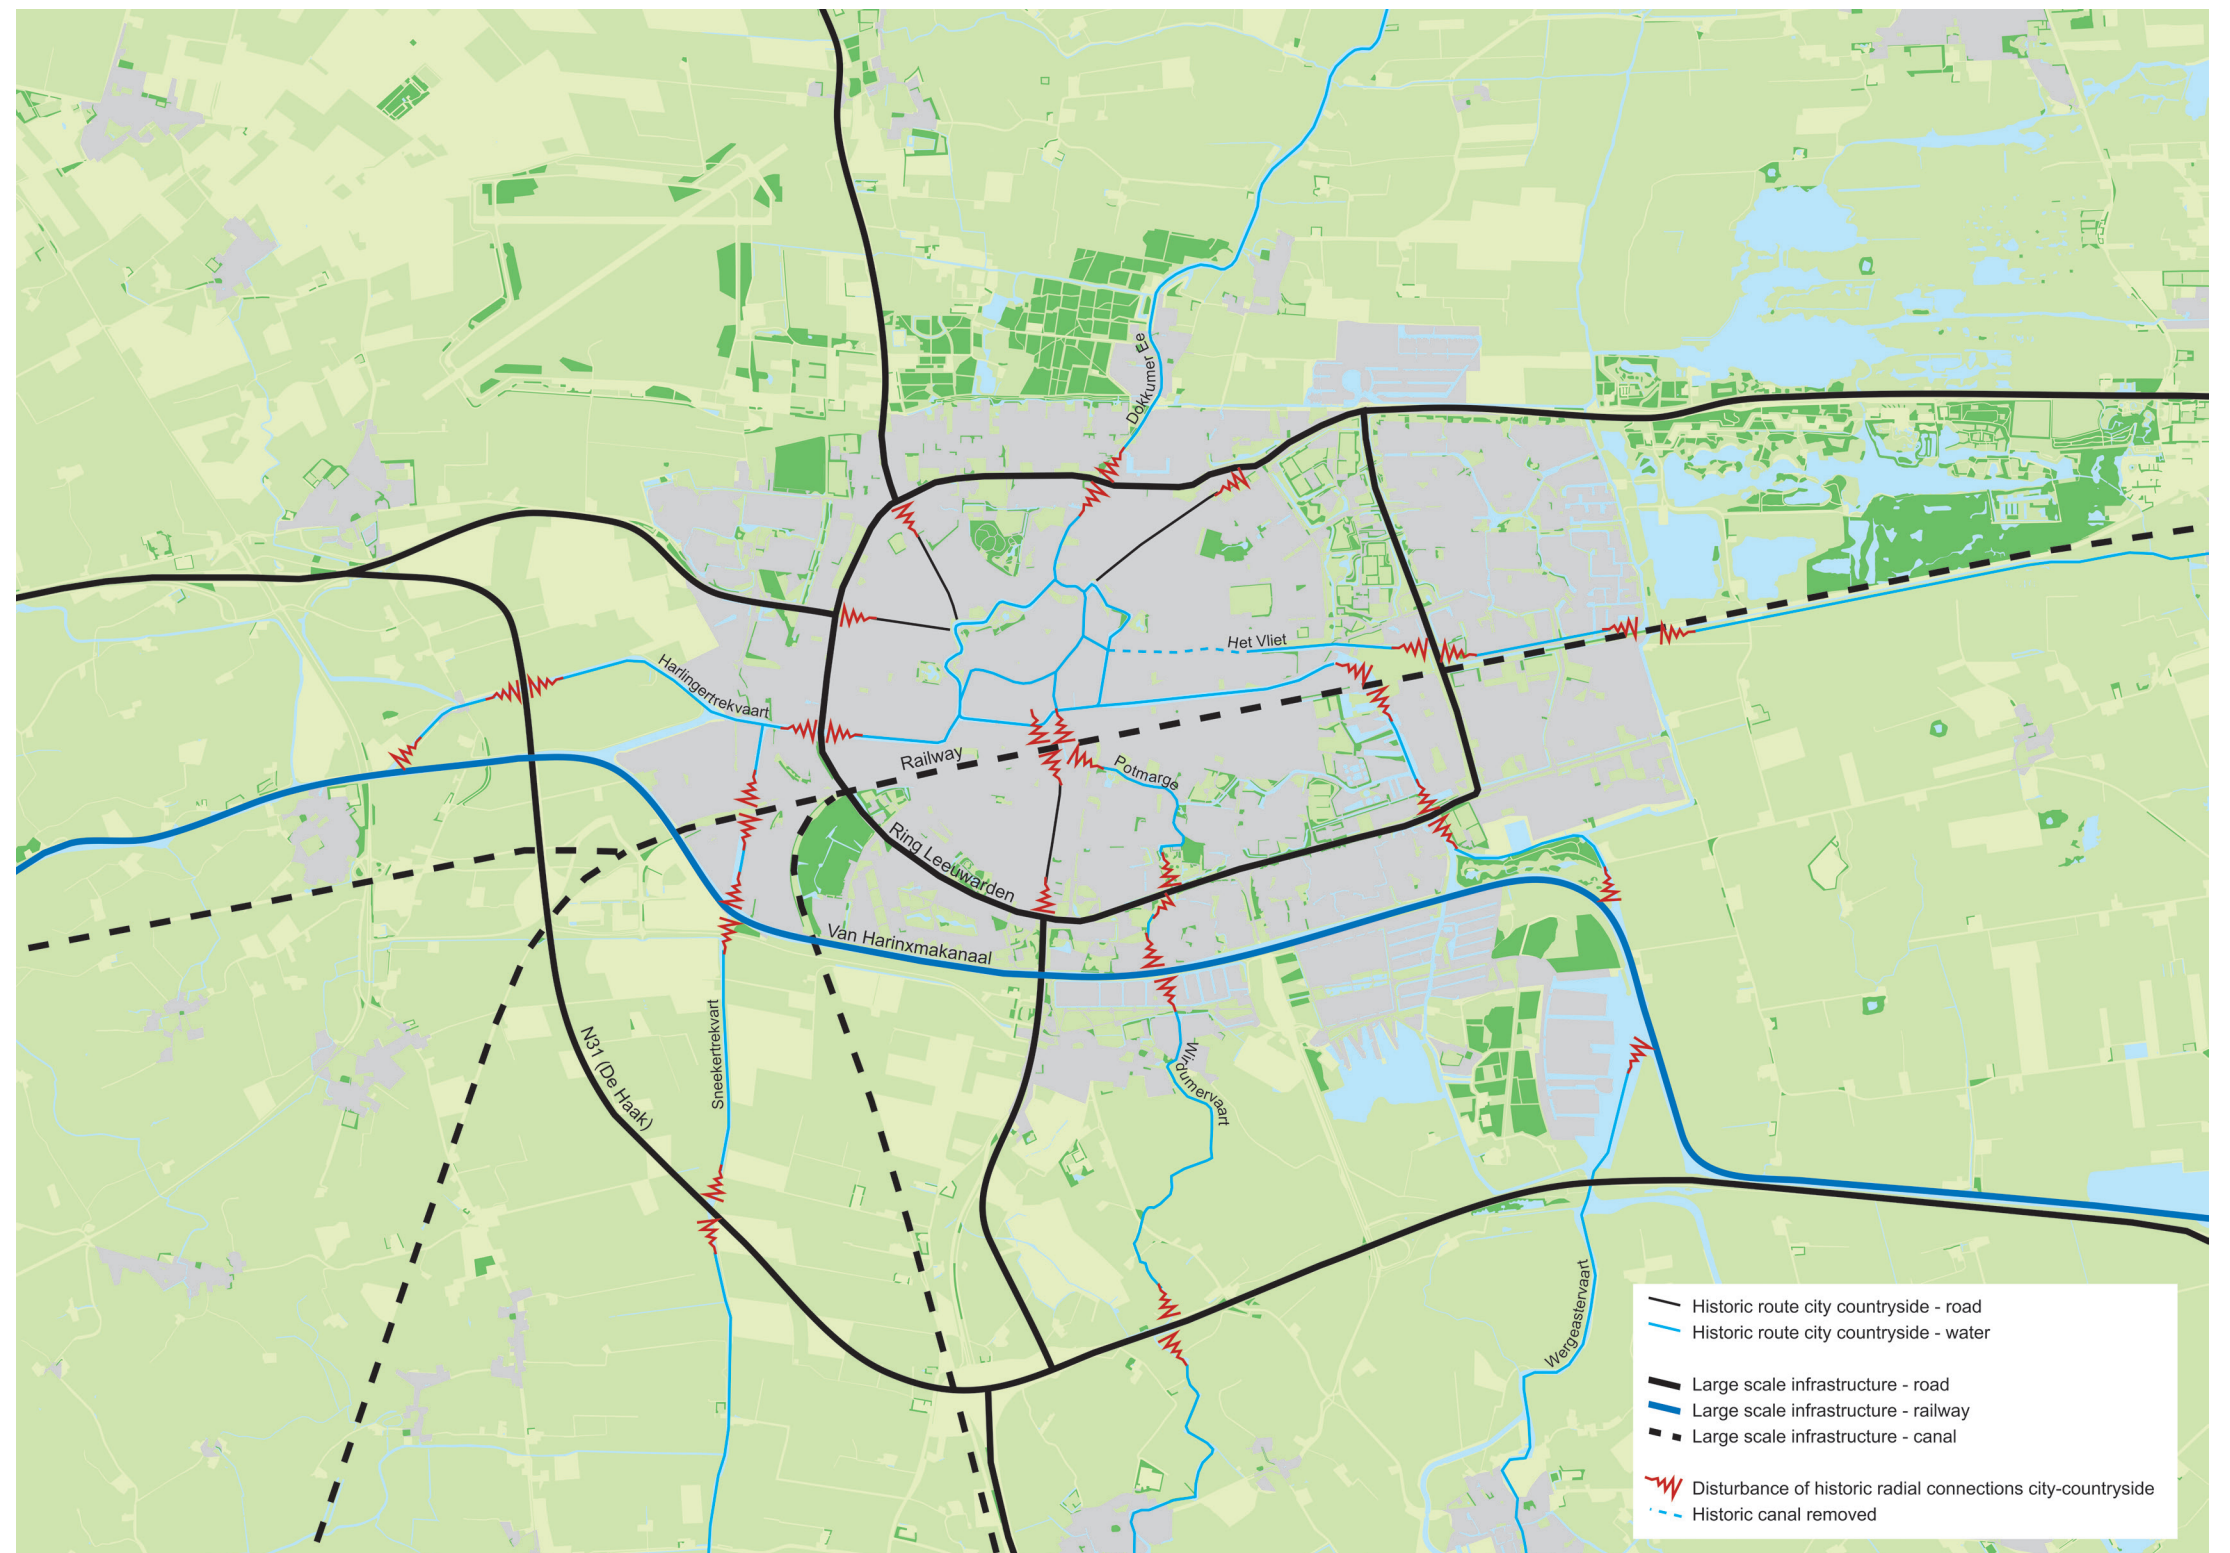 Dokkumer Ee
Het Vliet
Harlingertrekvaart
Railway
Potmarge
Ring Leeuwarden
Van Harinxmakanaal
Sneekertrekvart
N31 (De Haak)
Wirdumervaart
Wergeastervaart
Historic route city countryside - road
Historic route city countryside - water
Large scale infrastructure - road
Large scale infrastructure - railway
Large scale infrastructure - canal
Disturbance of historic radial connections city-countryside
Historic canal removed